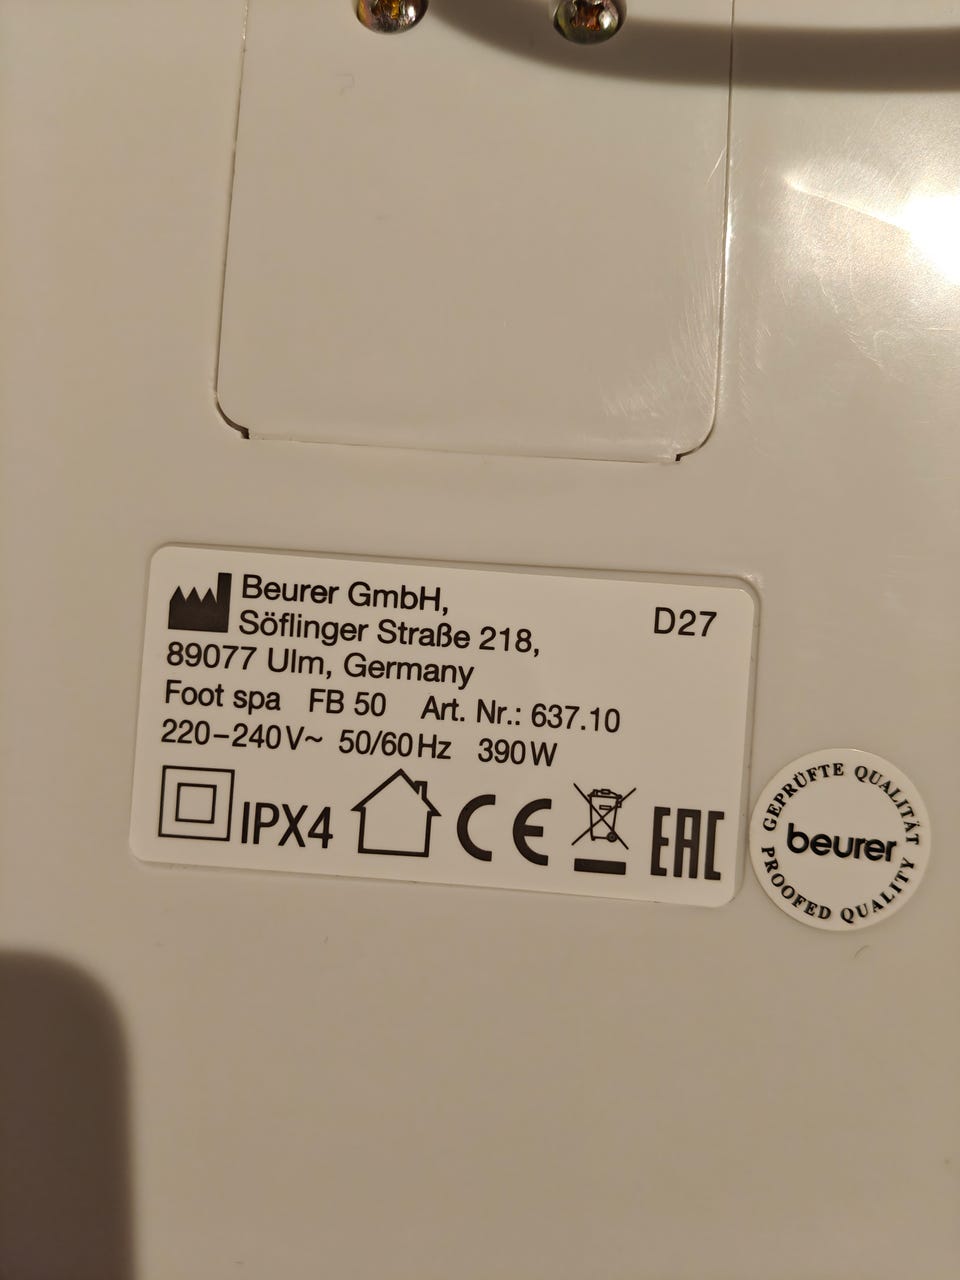 Beurer GmbH,
Söflinger Straße 218,
89077 Ulm, Germany
D27
Foot spa FB 50 Art. Nr.: 637.10
220–240V~ 50/60Hz 390W
IPX4 CE EAC
GEPRÜFTE QUALITÄT
beurer
PROOFED QUALITY